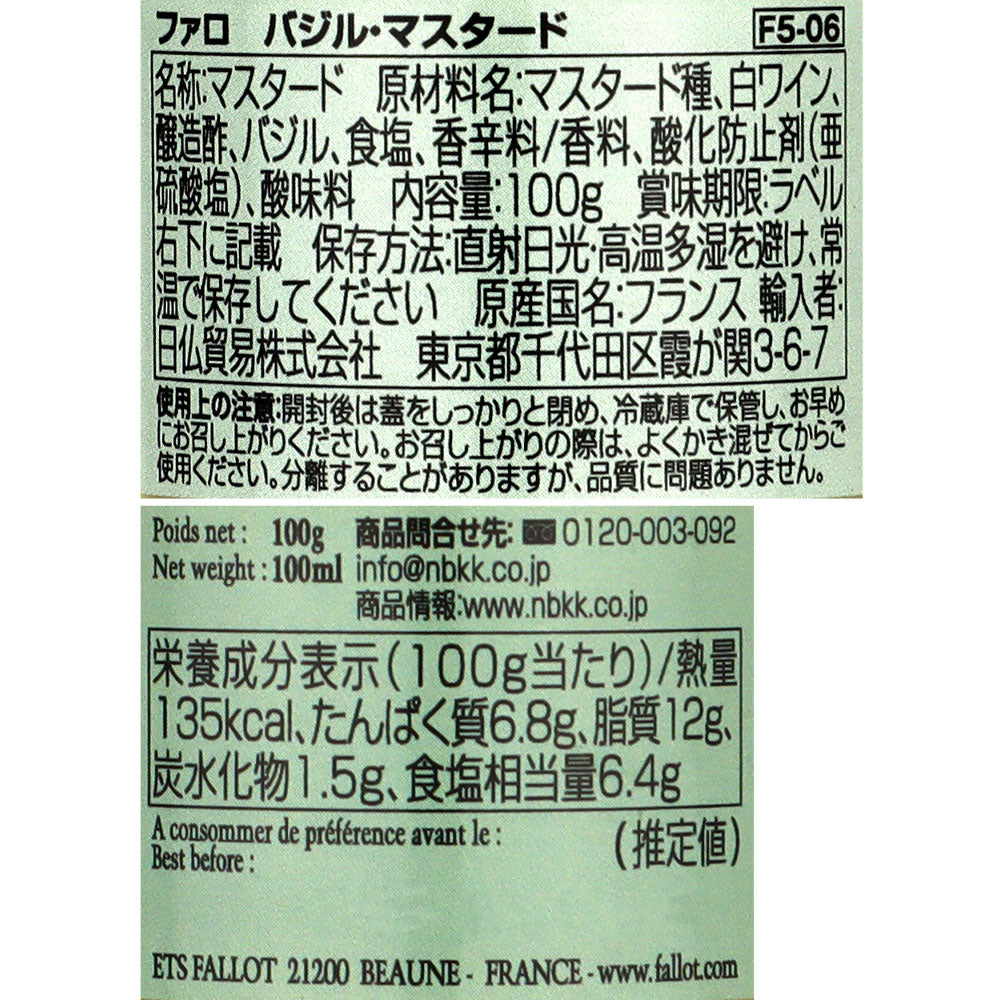 ファロ バジル・マスタード F5-06
名称:マスタード 原材料名:マスタード種、白ワイン、
醸造酢、バジル、食塩、香辛料/香料、酸化防止剤(亜
硫酸塩)、酸味料 内容量:100g 賞味期限:ラベル
右下に記載 保存方法:直射日光・高温多湿を避け、常
温で保存してください 原産国名:フランス 輸入者:
日仏貿易株式会社 東京都千代田区霞が関3-6-7
使用上の注意:開封後は蓋をしっかりと閉め、冷蔵庫で保管し、お早め
にお召し上がりください。お召し上がりの際は、よくかき混ぜてからご
使用ください。分離することがありますが、品質に問題ありません。
Poids net : 100g 商品問合せ先: 0120-003-092
Net weight : 100ml info@nbkk.co.jp
商品情報:www.nbkk.co.jp
栄養成分表示(100g当たり)/熱量
135kcal、たんぱく質6.8g、脂質12g、
炭水化物1.5g、食塩相当量6.4g
A consommer de préférence avant le :
(推定値)
Best before :
ETS FALLOT 21200 BEAUNE - FRANCE - www.fallot.com